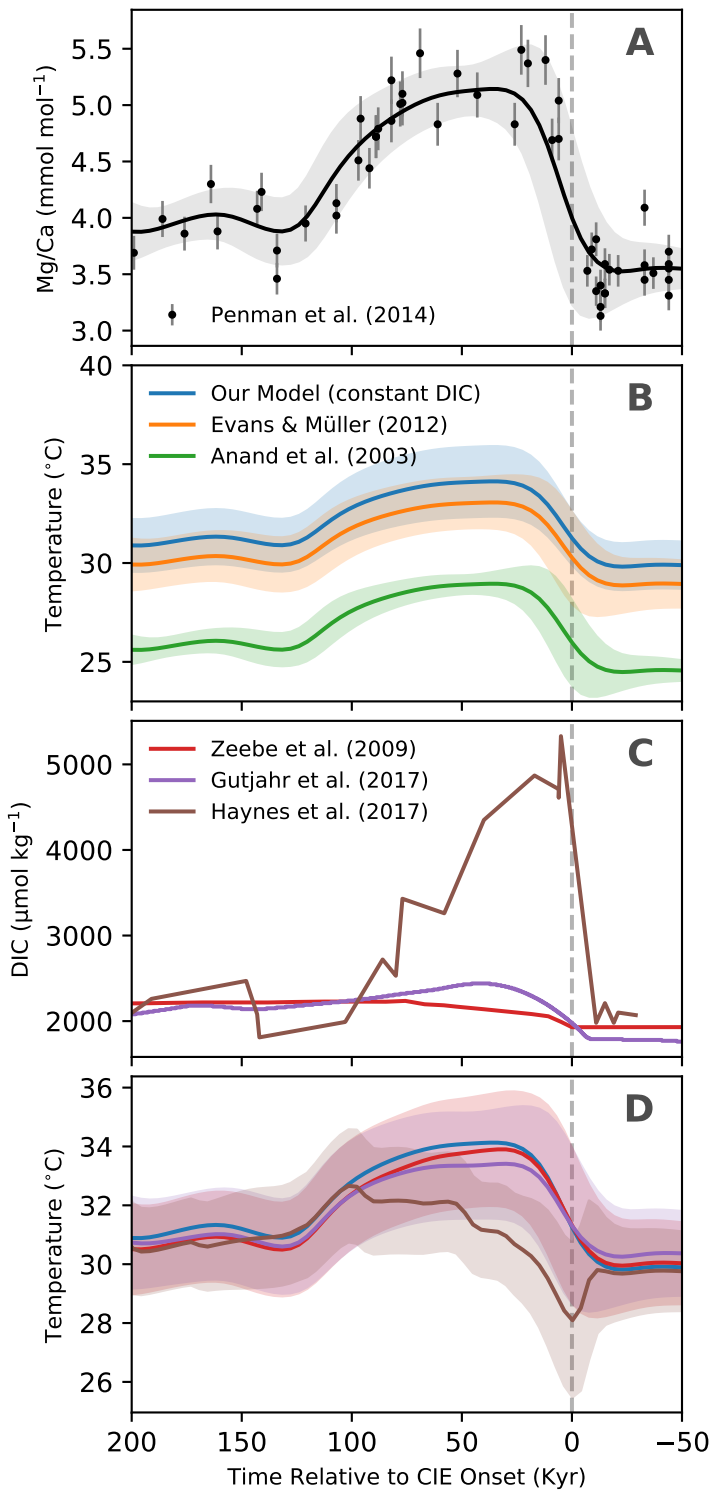 A
Mg/Ca (mmol mol⁻¹)
5.5
5.0
4.5
4.0
3.5
3.0
Penman et al. (2014)
B
Temperature (°C)
40
35
30
25
Our Model (constant DIC)
Evans & Müller (2012)
Anand et al. (2003)
C
DIC (μmol kg⁻¹)
5000
4000
3000
2000
Zeebe et al. (2009)
Gutjahr et al. (2017)
Haynes et al. (2017)
D
Temperature (°C)
36
34
32
30
28
26
200 150 100 50 0 −50
Time Relative to CIE Onset (Kyr)